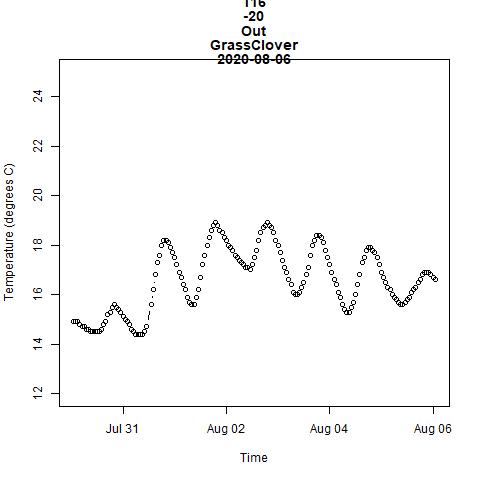 T16
-20
Out
GrassClover
2020-08-06
24
22
20
18
16
14
12
Temperature (degrees C)
Jul 31
Aug 02
Aug 04
Aug 06
Time